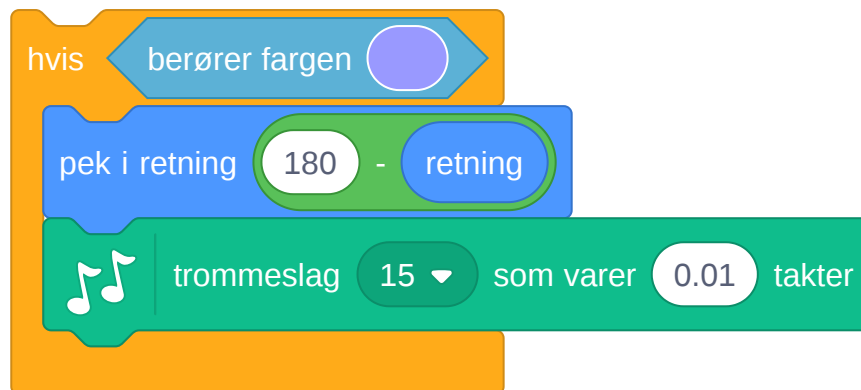 hvis berører fargen
pek i retning 180 - retning
trommeslag 15 som varer 0.01 takter